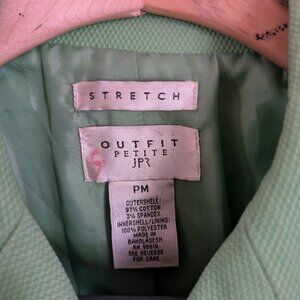 STRETCH
OUTFIT
PETITE
JPR
PM
OUTERSHELL:
97% COTTON
3% SPANDEX
INNERSHELL/LINING:
100% POLYESTER
MADE IN
BANGLADESH
RN 99619
SEE REVERSE
FOR CARE